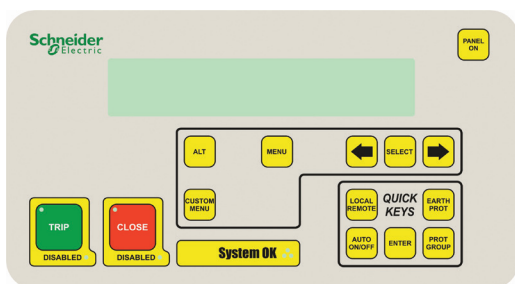 Schneider
Electric
PANEL
ON
ALT
MENU
SELECT
CUSTOM
MENU
LOCAL
REMOTE
QUICK
KEYS
EARTH
PROT
AUTO
ON/OFF
ENTER
PROT
GROUP
TRIP
CLOSE
DISABLED
DISABLED
System OK